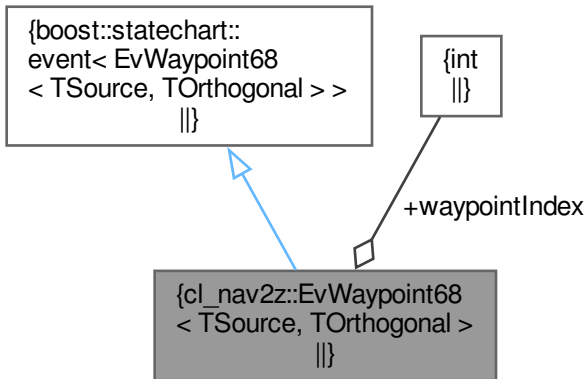 {boost::statechart::
event< EvWaypoint68
< TSource, TOrthogonal > >
||}
{int
||}
+waypointIndex
{cl_nav2z::EvWaypoint68
< TSource, TOrthogonal >
||}